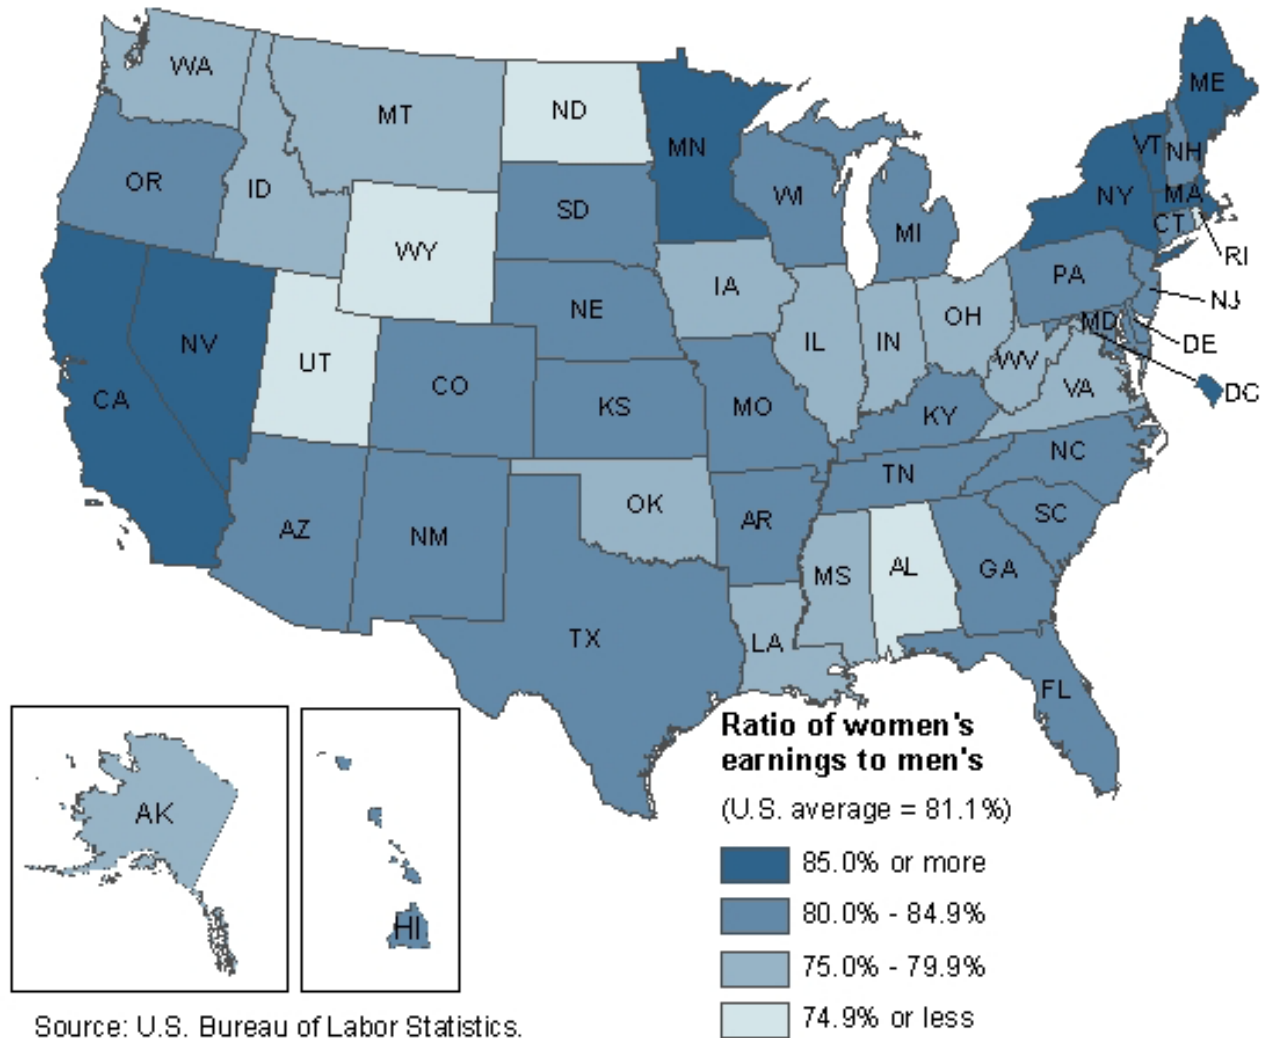 WA
MT
ND
MN
ME
VT
NH
OR
ID
SD
WI
MI
NY
MA
CT
RI
WY
IA
PA
NJ
NE
OH
MD
DE
NV
UT
IL
IN
WV
VA
DC
CA
CO
KS
MO
KY
NC
TN
OK
AR
SC
AZ
NM
MS
AL
GA
TX
LA
FL
AK
HI
Ratio of women's
earnings to men's
(U.S. average = 81.1%)
85.0% or more
80.0% - 84.9%
75.0% - 79.9%
74.9% or less
Source: U.S. Bureau of Labor Statistics.